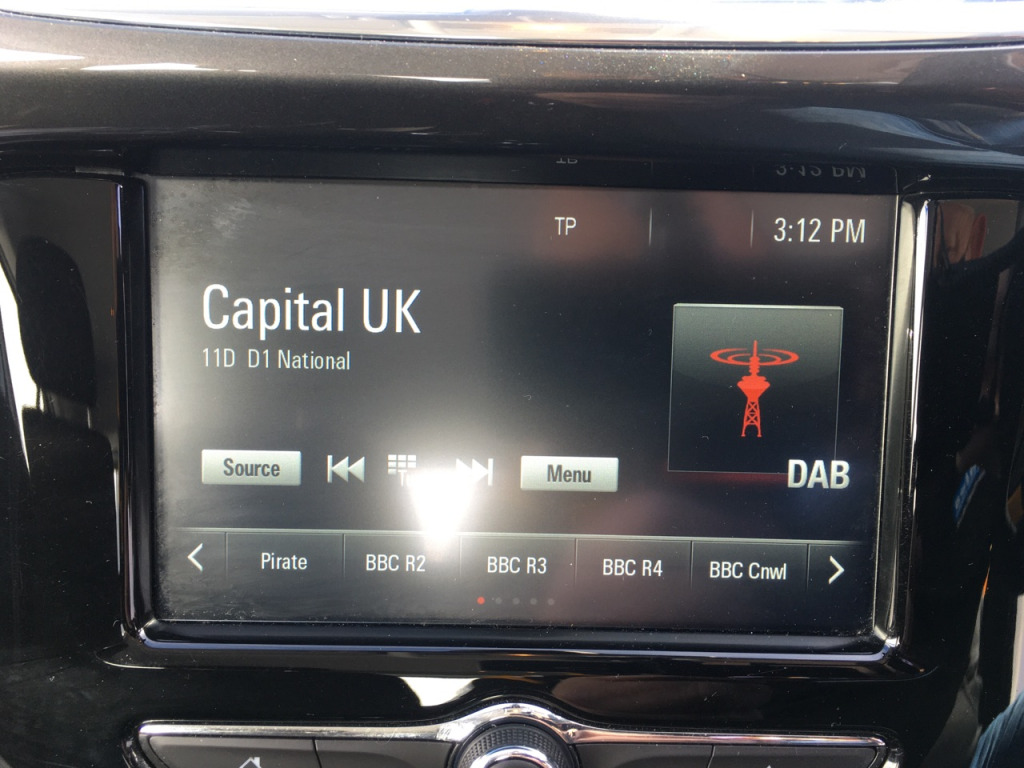 TP 3:12 PM
Capital UK
11D D1 National
Source Menu
DAB
Pirate BBC R2 BBC R3 BBC R4 BBC Cnwl